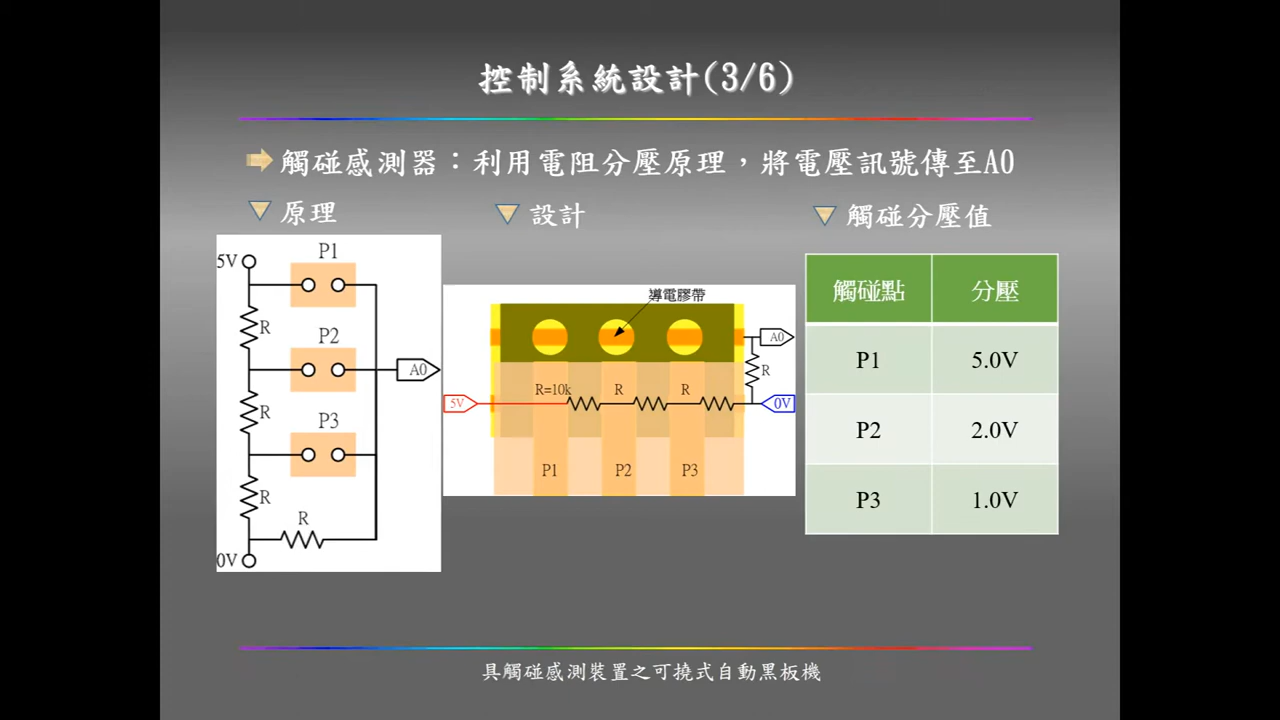 控制系統設計(3/6)
觸碰感測器：利用電阻分壓原理，將電壓訊號傳至A0
原理
設計
觸碰分壓值
5V
P1
R
P2
A0
R
P3
R
R
0V
導電膠帶
A0
R
R=10k
R
R
5V
0V
P1
P2
P3
觸碰點 分壓
P1 5.0V
P2 2.0V
P3 1.0V
具觸碰感測裝置之可撓式自動黑板機